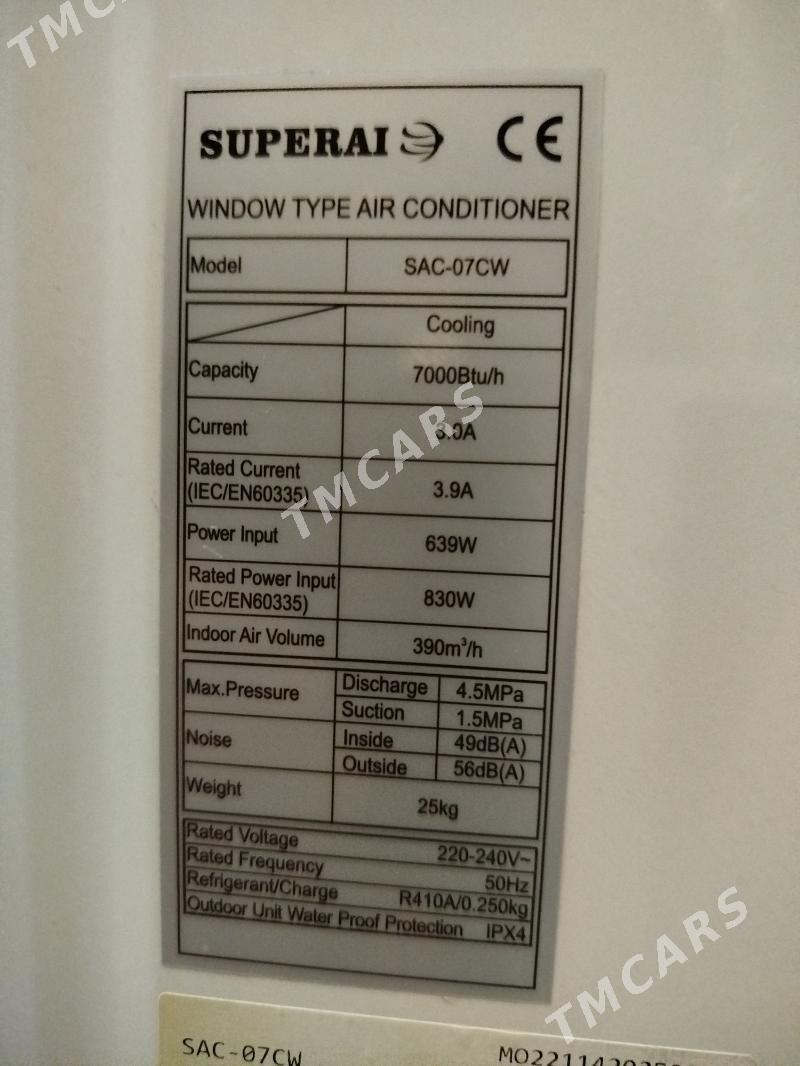 TMCARS
SUPERAI CE
WINDOW TYPE AIR CONDITIONER
Model SAC-07CW
Cooling
Capacity 7000Btu/h
Current 3.0A
Rated Current
(IEC/EN60335) 3.9A
Power Input 639W
Rated Power Input
(IEC/EN60335) 830W
Indoor Air Volume 390m³/h
Max.Pressure Discharge 4.5MPa
Suction 1.5MPa
Noise Inside 49dB(A)
Outside 56dB(A)
Weight 25kg
Rated Voltage 220-240V~
Rated Frequency 50Hz
Refrigerant/Charge R410A/0.250kg
Outdoor Unit Water Proof Protection IPX4
TMCARS
TMCARS
SAC-07CW